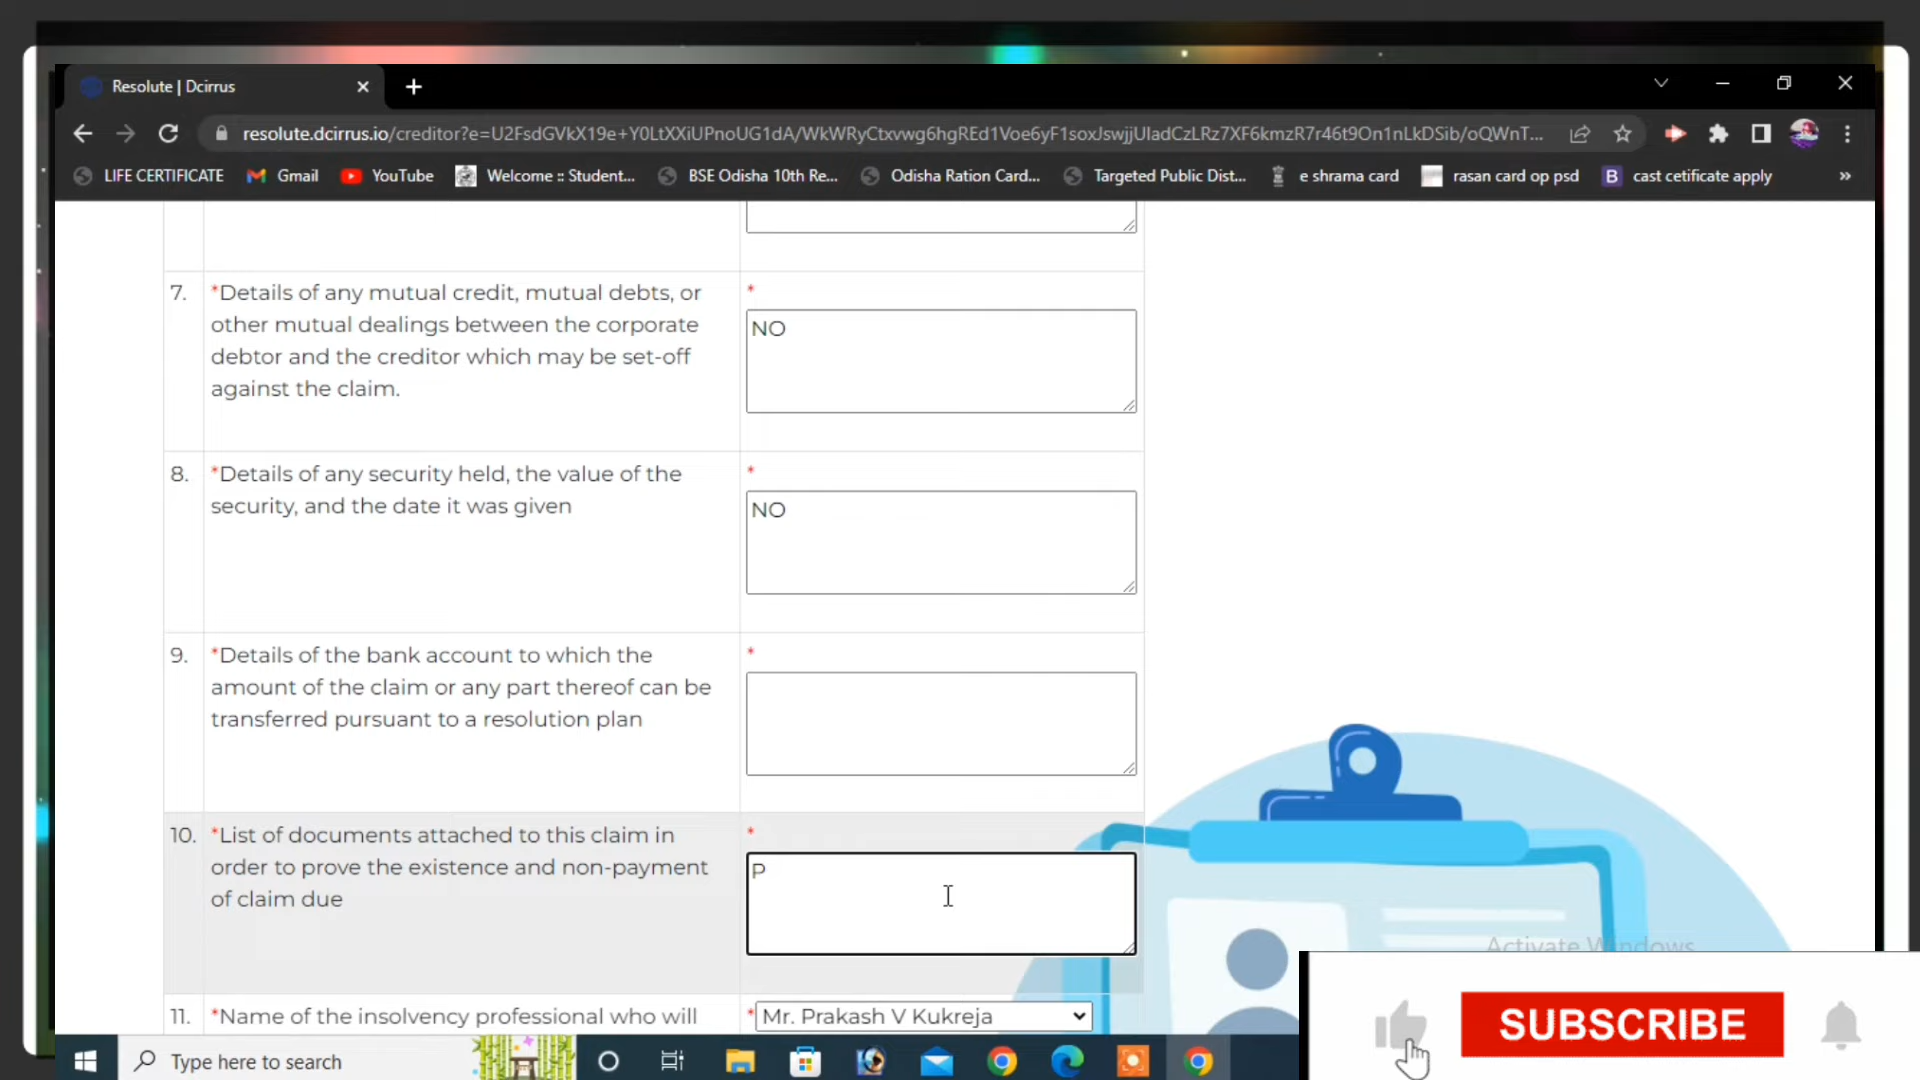 Resolute | Dcirrus
resolute.dcirrus.io/creditor?e=U2FsdGVkX19e+Y0LtXXiUPnoUG1dA/WkWRyCtxvwg6hgREd1Voe6yF1soxJswjjUIadCzLRz7XF6kmzR7r46t9On1nLkDSib/oQWnT...
LIFE CERTIFICATE Gmail YouTube Welcome :: Student... BSE Odisha 10th Re... Odisha Ration Card... Targeted Public Dist... e shrama card rasan card op psd B cast cetificate apply »
7. *Details of any mutual credit, mutual debts, or *
other mutual dealings between the corporate NO
debtor and the creditor which may be set-off
against the claim.
8. *Details of any security held, the value of the *
security, and the date it was given NO
9. *Details of the bank account to which the *
amount of the claim or any part thereof can be
transferred pursuant to a resolution plan
10. *List of documents attached to this claim in *
order to prove the existence and non-payment P
of claim due
Activate Windows
11. *Name of the insolvency professional who will * Mr. Prakash V Kukreja
SUBSCRIBE
Type here to search